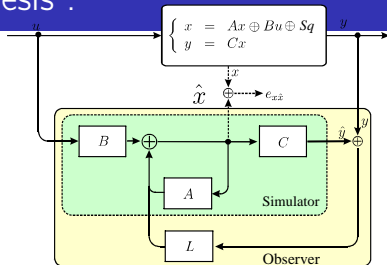 esis .
u
y
x = Ax ⊕ Bu ⊕ Sq
y = Cx
x
x̂
⊕
e_{xx̂}
B
⊕
C
ŷ
y
⊕
A
Simulator
L
Observer